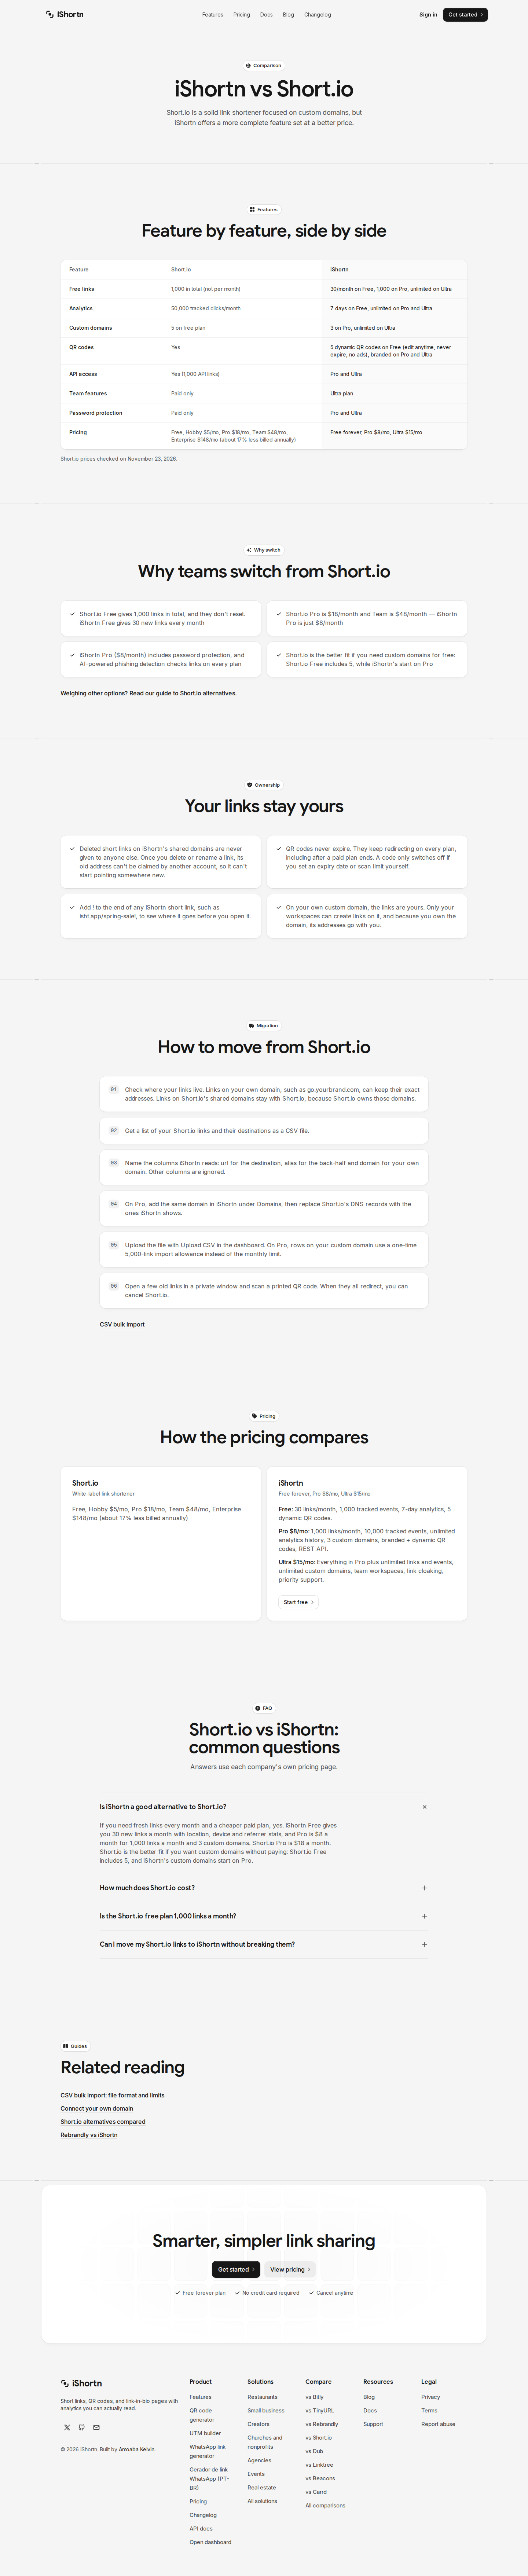 iShortn
Features Pricing Docs Blog Changelog
Sign in Get started
Comparison
iShortn vs Short.io
Short.io is a solid link shortener focused on custom domains, but
iShortn offers a more complete feature set at a better price.
Features
Feature by feature, side by side
Feature Short.io iShortn
Free links 1,000 in total (not per month) 30/month on Free, 1,000 on Pro, unlimited on Ultra
Analytics 50,000 tracked clicks/month 7 days on Free, unlimited on Pro and Ultra
Custom domains 5 on free plan 3 on Pro, unlimited on Ultra
QR codes Yes 5 dynamic QR codes on Free (edit anytime, never
expire, no ads), branded on Pro and Ultra
API access Yes (1,000 API links) Pro and Ultra
Team features Paid only Ultra plan
Password protection Paid only Pro and Ultra
Pricing Free, Hobby $5/mo, Pro $18/mo, Team $48/mo, Free forever, Pro $8/mo, Ultra $15/mo
Enterprise $148/mo (about 17% less billed annually)
Short.io prices checked on November 23, 2026.
Why switch
Why teams switch from Short.io
Short.io Free gives 1,000 links in total, and they don't reset.
iShortn Free gives 30 new links every month
Short.io Pro is $18/month and Team is $48/month — iShortn
Pro is just $8/month
iShortn Pro ($8/month) includes password protection, and
AI-powered phishing detection checks links on every plan
Short.io is the better fit if you need custom domains for free:
Short.io Free includes 5, while iShortn's start on Pro
Weighing other options? Read our guide to Short.io alternatives.
Ownership
Your links stay yours
Deleted short links on iShortn's shared domains are never
given to anyone else. Once you delete or rename a link, its
old address can't be claimed by another account, so it can't
start pointing somewhere new.
QR codes never expire. They keep redirecting on every plan,
including after a paid plan ends. A code only switches off if
you set an expiry date or scan limit yourself.
Add ! to the end of any iShortn short link, such as
isht.app/spring-sale!, to see where it goes before you open it.
On your own custom domain, the links are yours. Only your
workspaces can create links on it, and because you own the
domain, its addresses go with you.
Migration
How to move from Short.io
01 Check where your links live. Links on your own domain, such as go.yourbrand.com, can keep their exact
addresses. Links on Short.io's shared domains stay with Short.io, because Short.io owns those domains.
02 Get a list of your Short.io links and their destinations as a CSV file.
03 Name the columns iShortn reads: url for the destination, alias for the back-half and domain for your own
domain. Other columns are ignored.
04 On Pro, add the same domain in iShortn under Domains, then replace Short.io's DNS records with the
ones iShortn shows.
05 Upload the file with Upload CSV in the dashboard. On Pro, rows on your custom domain use a one-time
5,000-link import allowance instead of the monthly limit.
06 Open a few old links in a private window and scan a printed QR code. When they all redirect, you can
cancel Short.io.
CSV bulk import
Pricing
How the pricing compares
Short.io
White-label link shortener
Free, Hobby $5/mo, Pro $18/mo, Team $48/mo, Enterprise
$148/mo (about 17% less billed annually)
iShortn
Free forever, Pro $8/mo, Ultra $15/mo
Free: 30 links/month, 1,000 tracked events, 7-day analytics, 5
dynamic QR codes.
Pro $8/mo: 1,000 links/month, 10,000 tracked events, unlimited
analytics history, 3 custom domains, branded + dynamic QR
codes, REST API.
Ultra $15/mo: Everything in Pro plus unlimited links and events,
unlimited custom domains, team workspaces, link cloaking,
priority support.
Start free
FAQ
Short.io vs iShortn:
common questions
Answers use each company's own pricing page.
Is iShortn a good alternative to Short.io?
If you need fresh links every month and a cheaper paid plan, yes. iShortn Free gives
you 30 new links a month with location, device and referrer stats, and Pro is $8 a
month for 1,000 links a month and 3 custom domains. Short.io Pro is $18 a month.
Short.io is the better fit if you want custom domains without paying: Short.io Free
includes 5, and iShortn's custom domains start on Pro.
How much does Short.io cost?
Is the Short.io free plan 1,000 links a month?
Can I move my Short.io links to iShortn without breaking them?
Guides
Related reading
CSV bulk import: file format and limits
Connect your own domain
Short.io alternatives compared
Rebrandly vs iShortn
Smarter, simpler link sharing
Get started View pricing
Free forever plan No credit card required Cancel anytime
iShortn
Short links, QR codes, and link-in-bio pages with
analytics you can actually read.
© 2026 iShortn. Built by Amoaba Kelvin.
Product
Features
QR code
generator
UTM builder
WhatsApp link
generator
Gerador de link
WhatsApp (PT-
BR)
Pricing
Changelog
API docs
Open dashboard
Solutions
Restaurants
Small business
Creators
Churches and
nonprofits
Agencies
Events
Real estate
All solutions
Compare
vs Bitly
vs TinyURL
vs Rebrandly
vs Short.io
vs Dub
vs Linktree
vs Beacons
vs Carrd
All comparisons
Resources
Blog
Docs
Support
Legal
Privacy
Terms
Report abuse